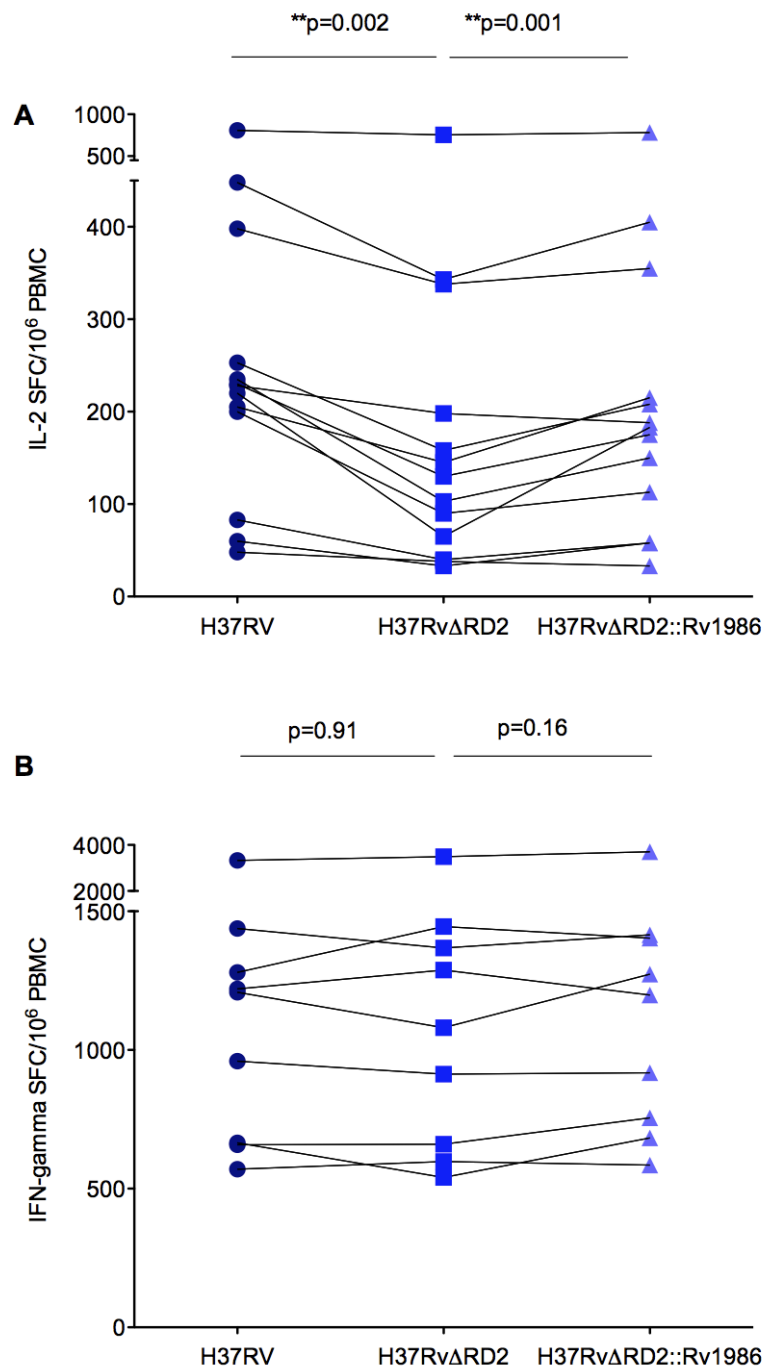 **p=0.002 **p=0.001
A
1000
500
400
300
200
100
0
IL-2 SFC/10⁶ PBMC
H37RV H37RvΔRD2 H37RvΔRD2::Rv1986
p=0.91 p=0.16
B
4000
2000
1500
1000
500
0
IFN-gamma SFC/10⁶ PBMC
H37RV H37RvΔRD2 H37RvΔRD2::Rv1986